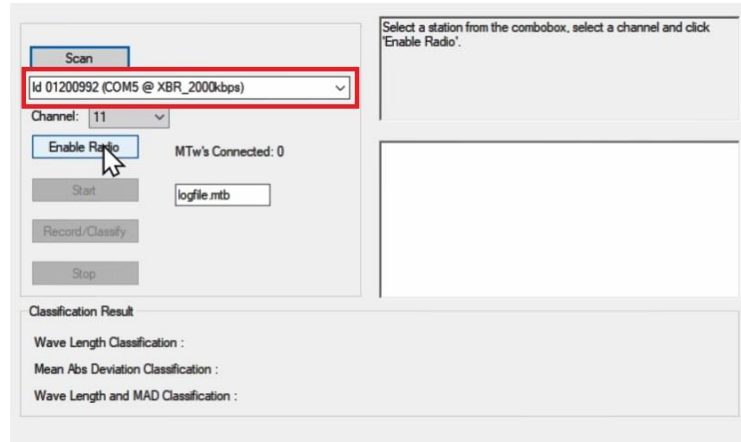 Scan
Id 01200992 (COM5 @ XBR_2000kbps)
Channel: 11
Enable Radio
MTw's Connected: 0
Start
logfile.mtb
Record/Classify
Stop
Select a station from the combobox, select a channel and click
'Enable Radio'.
Classification Result
Wave Length Classification :
Mean Abs Deviation Classification :
Wave Length and MAD Classification :